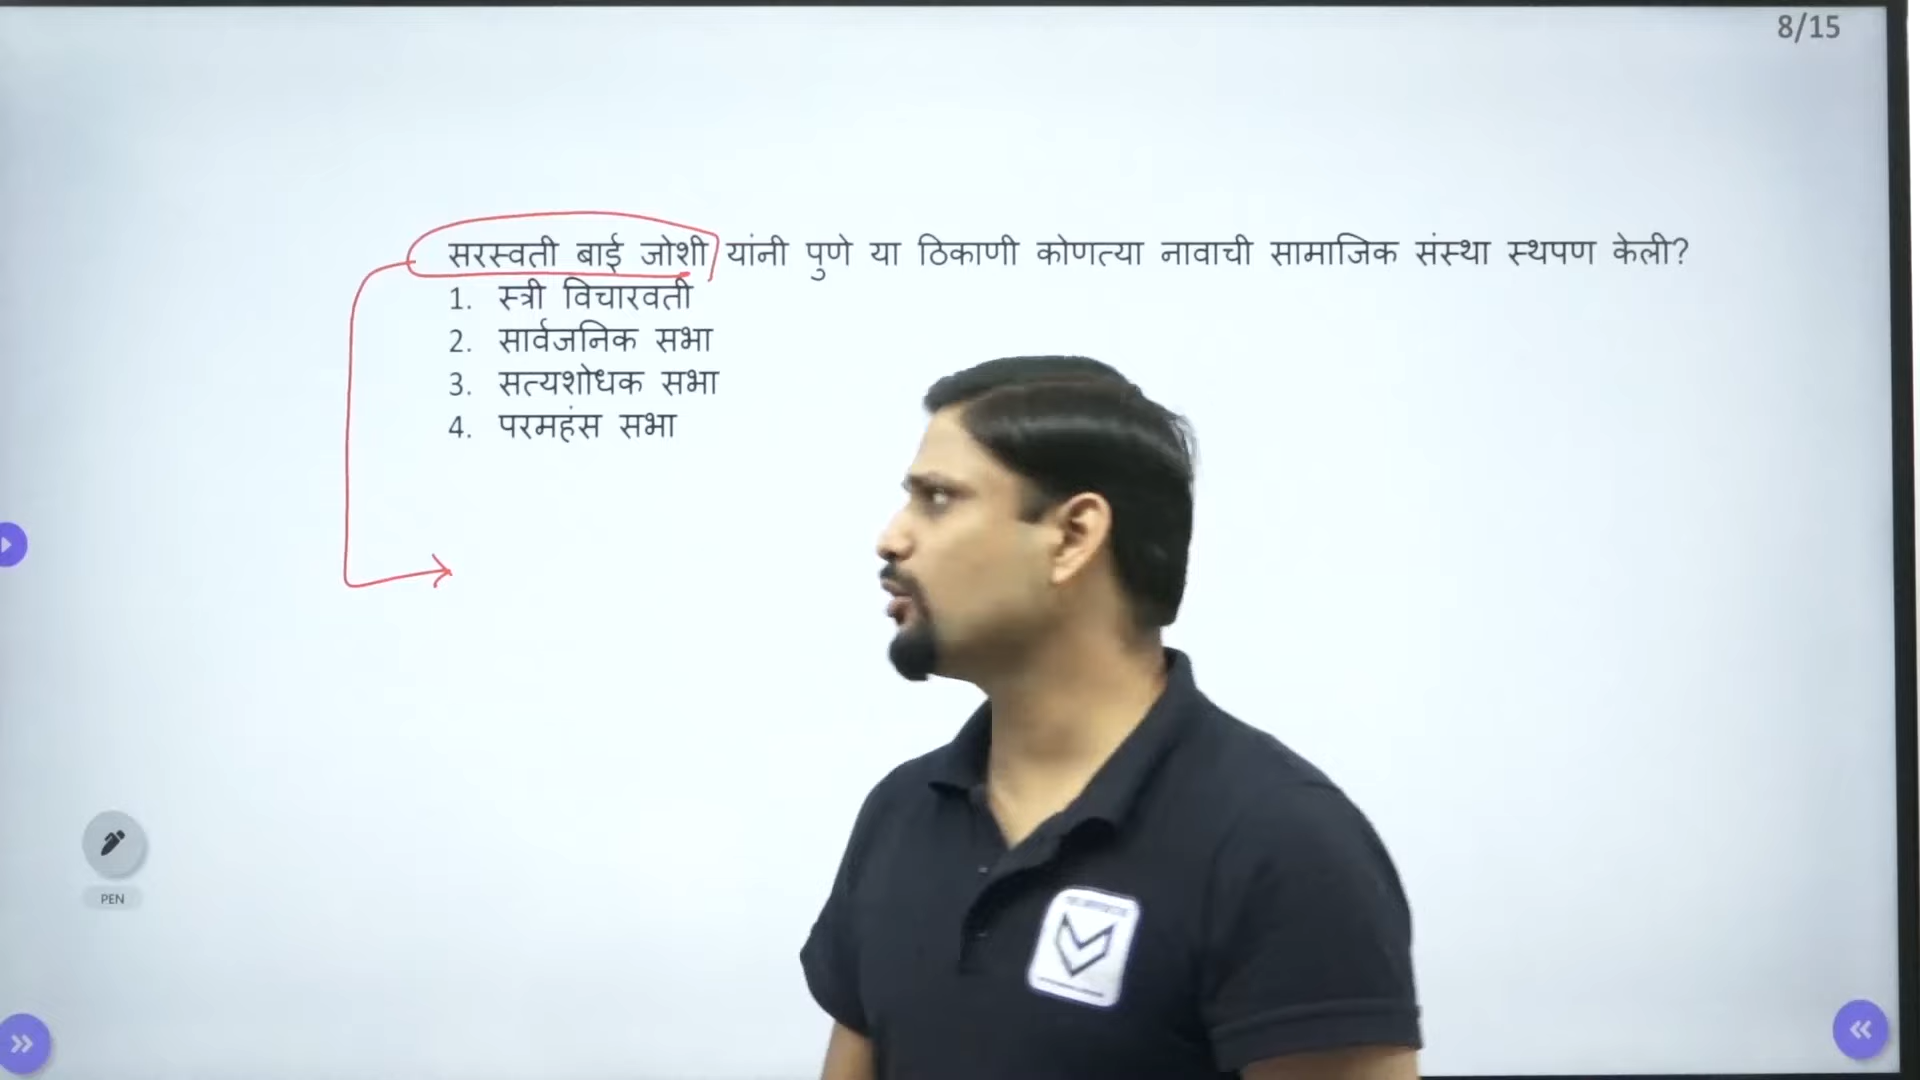 8/15
सरस्वती बाई जोशी यांनी पुणे या ठिकाणी कोणत्या नावाची सामाजिक संस्था स्थपण केली?
1. स्त्री विचारवती
2. सार्वजनिक सभा
3. सत्यशोधक सभा
4. परमहंस सभा
PEN